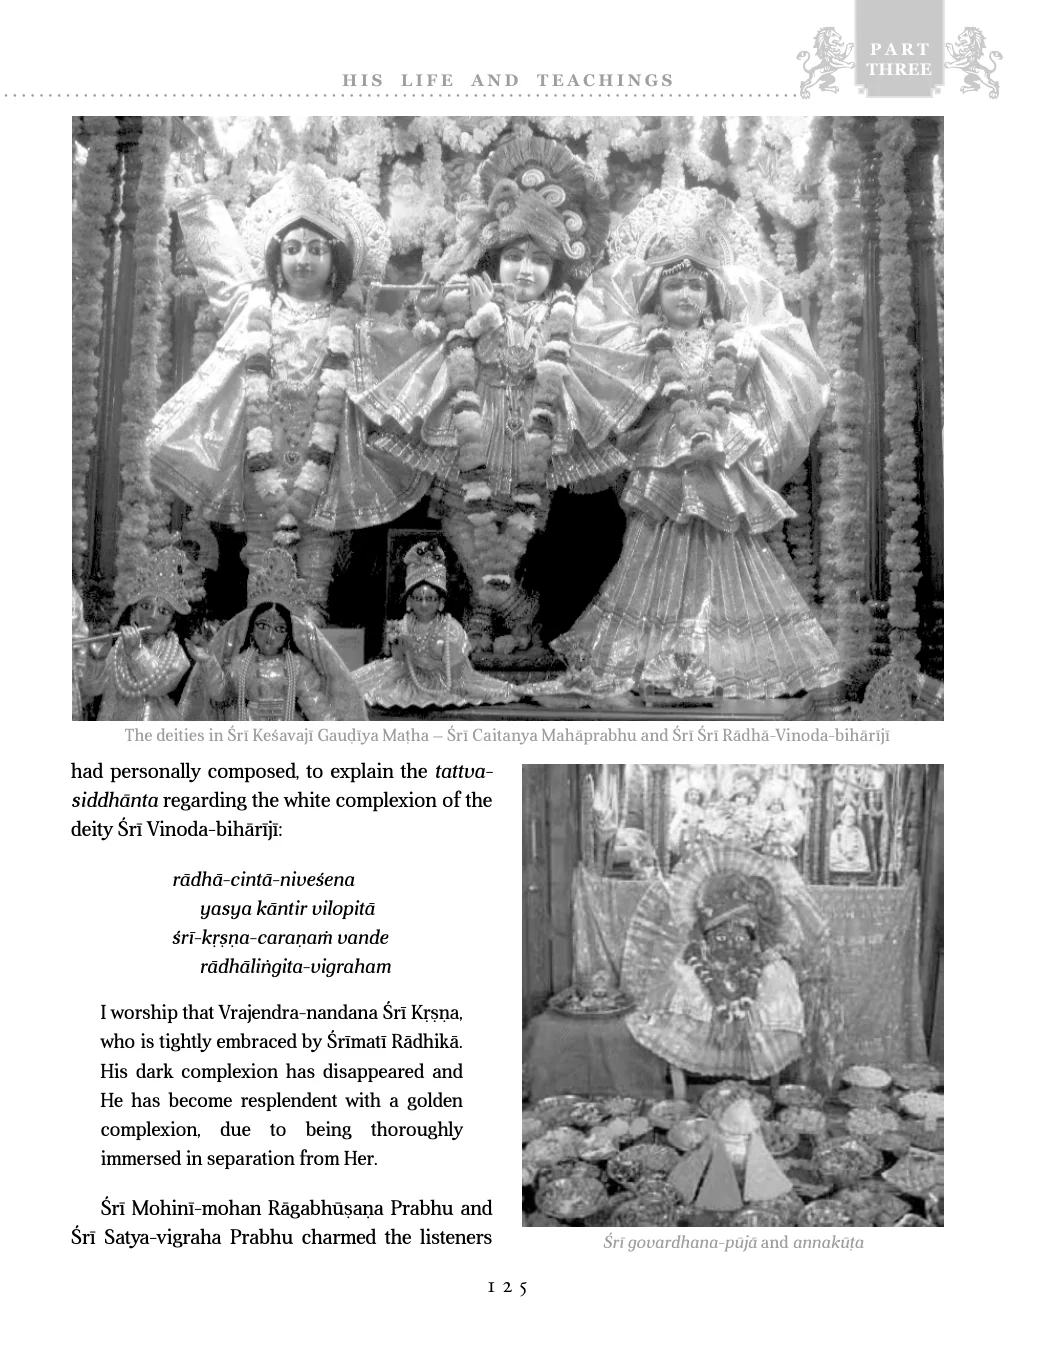 HIS LIFE AND TEACHINGS
PART
THREE
The deities in Śrī Keśavajī Gauḍīya Maṭha – Śrī Caitanya Mahāprabhu and Śrī Śrī Rādhā-Vinoda-bihārījī
had personally composed, to explain the tattva-
siddhānta regarding the white complexion of the
deity Śrī Vinoda-bihārījī:
rādhā-cintā-niveśena
yasya kāntir vilopitā
śrī-kṛṣṇa-caraṇaṁ vande
rādhāliṅgita-vigraham
I worship that Vrajendra-nandana Śrī Kṛṣṇa,
who is tightly embraced by Śrīmatī Rādhikā.
His dark complexion has disappeared and
He has become resplendent with a golden
complexion, due to being thoroughly
immersed in separation from Her.
Śrī Mohinī-mohan Rāgabhūṣaṇa Prabhu and
Śrī Satya-vigraha Prabhu charmed the listeners
Śrī govardhana-pūjā and annakūṭa
125